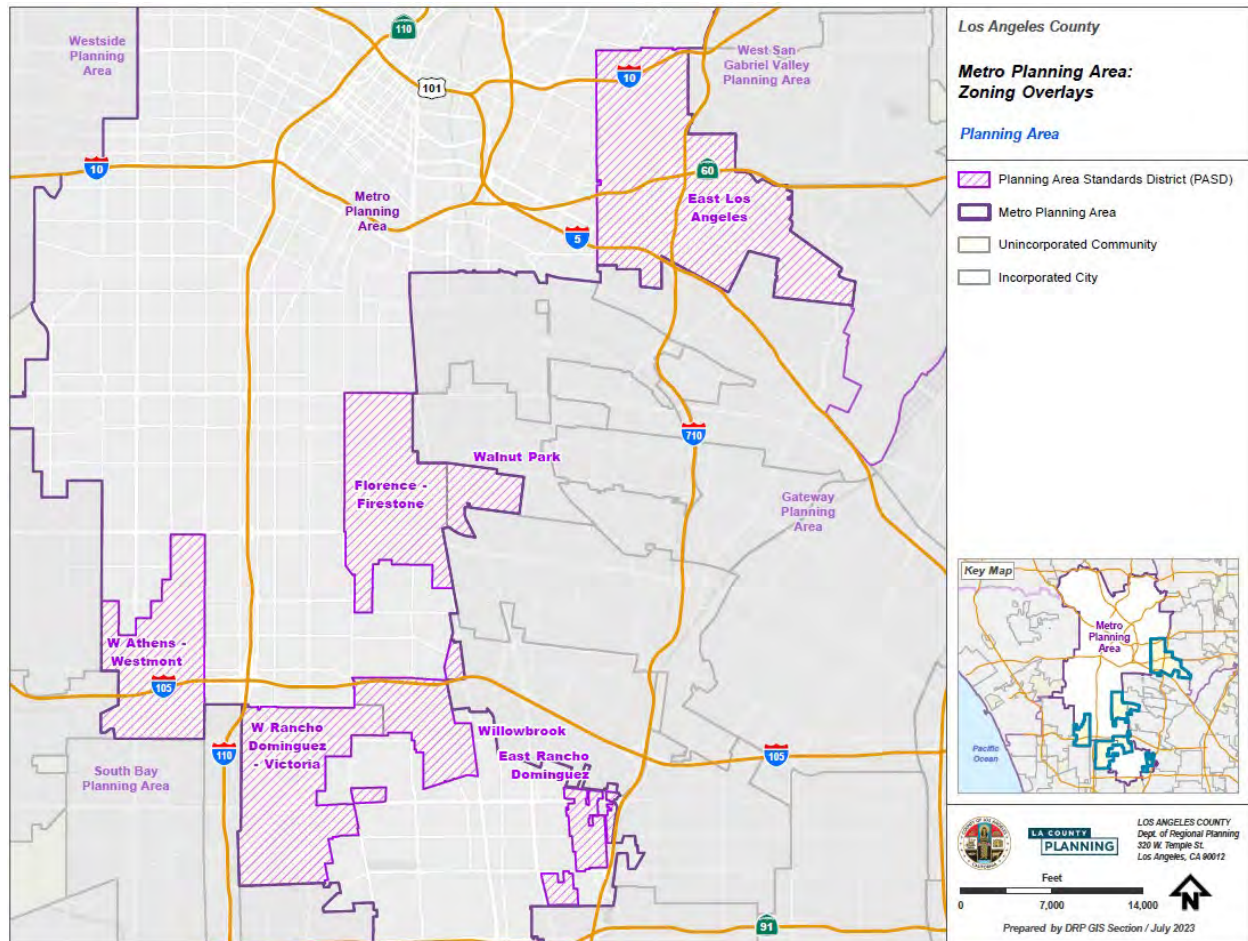 110
Westside
Planning
Area
West San
Gabriel Valley
Planning Area
10
101
10
60
Metro
Planning
Area
East Los
Angeles
5
Walnut Park
710
Florence -
Firestone
Gateway
Planning
Area
W Athens -
Westmont
105
W Rancho
Dominguez
- Victoria
Willowbrook
East Rancho
Dominguez
110
105
South Bay
Planning Area
91
Los Angeles County
Metro Planning Area:
Zoning Overlays
Planning Area
Planning Area Standards District (PASD)
Metro Planning Area
Unincorporated Community
Incorporated City
Key Map
Metro
Planning
Area
Pacific
Ocean
LA COUNTY
PLANNING
LOS ANGELES COUNTY
Dept. of Regional Planning
320 W. Temple St.
Los Angeles, CA 90012
Feet
0 7,000 14,000
N
Prepared by DRP GIS Section / July 2023